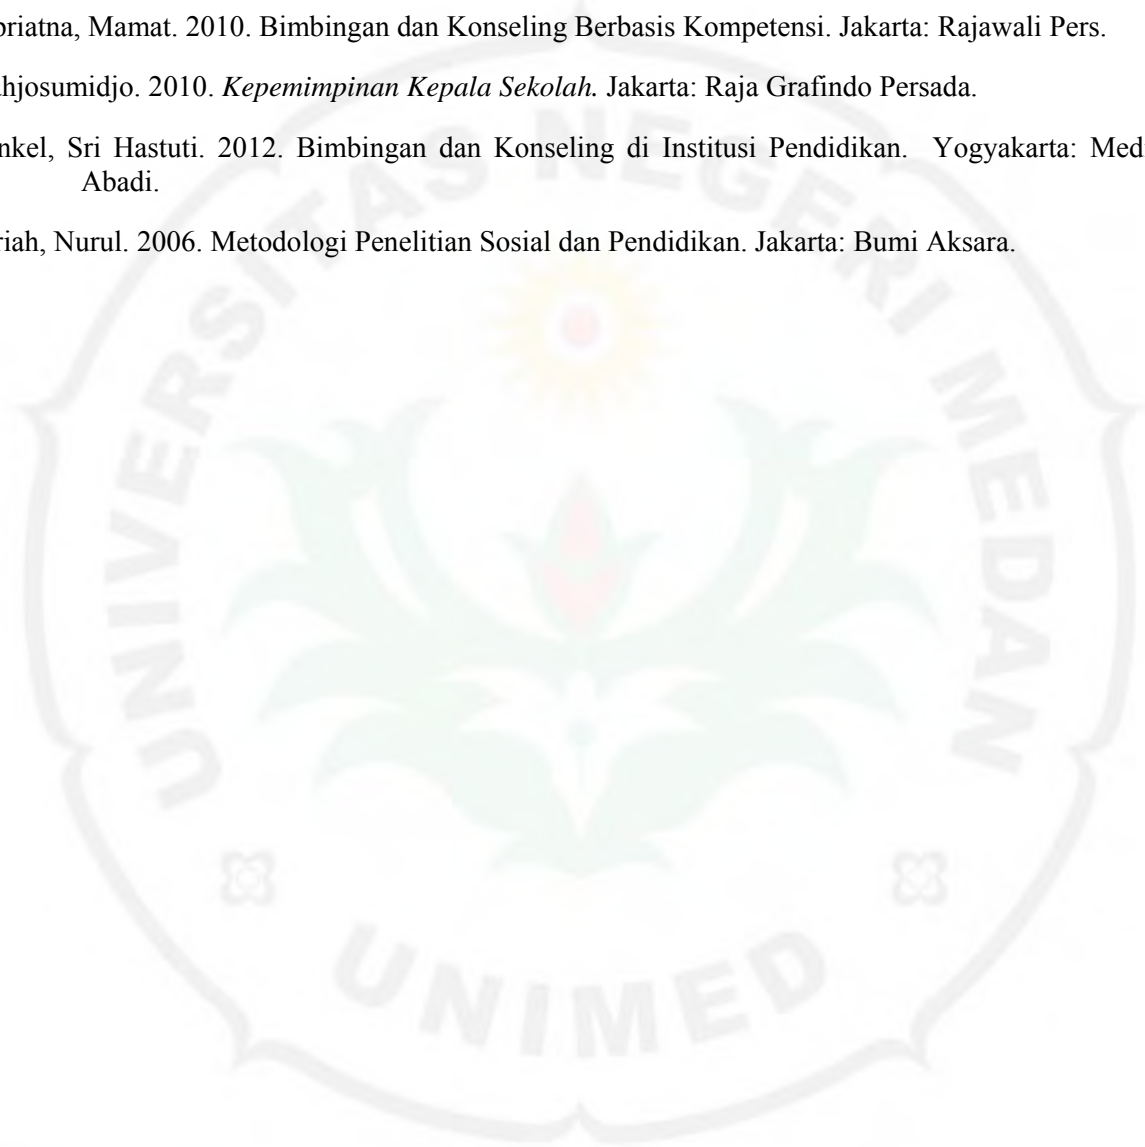 priatna, Mamat. 2010. Bimbingan dan Konseling Berbasis Kompetensi. Jakarta: Rajawali Pers.
ahjosumidjo. 2010. Kepemimpinan Kepala Sekolah. Jakarta: Raja Grafindo Persada.
nkel, Sri Hastuti. 2012. Bimbingan dan Konseling di Institusi Pendidikan. Yogyakarta: Med
Abadi.
riah, Nurul. 2006. Metodologi Penelitian Sosial dan Pendidikan. Jakarta: Bumi Aksara.
UNIVERSITAS NEGERI MEDAN
UNIMED